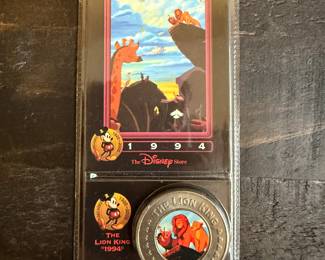 1994
The Disney Store
THE LION KING
THE
LION KING
"1994"